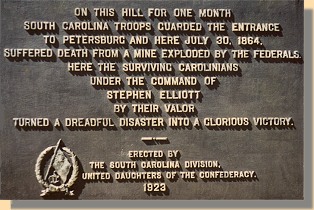 ON THIS HILL FOR ONE MONTH
SOUTH CAROLINA TROOPS GUARDED THE ENTRANCE
TO PETERSBURG AND HERE JULY 30, 1864,
SUFFERED DEATH FROM A MINE EXPLODED BY THE FEDERALS.
HERE THE SURVIVING CAROLINIANS
UNDER THE COMMAND OF
STEPHEN ELLIOTT
BY THEIR VALOR
TURNED A DREADFUL DISASTER INTO A GLORIOUS VICTORY.
ERECTED BY
THE SOUTH CAROLINA DIVISION,
UNITED DAUGHTERS OF THE CONFEDERACY.
1923